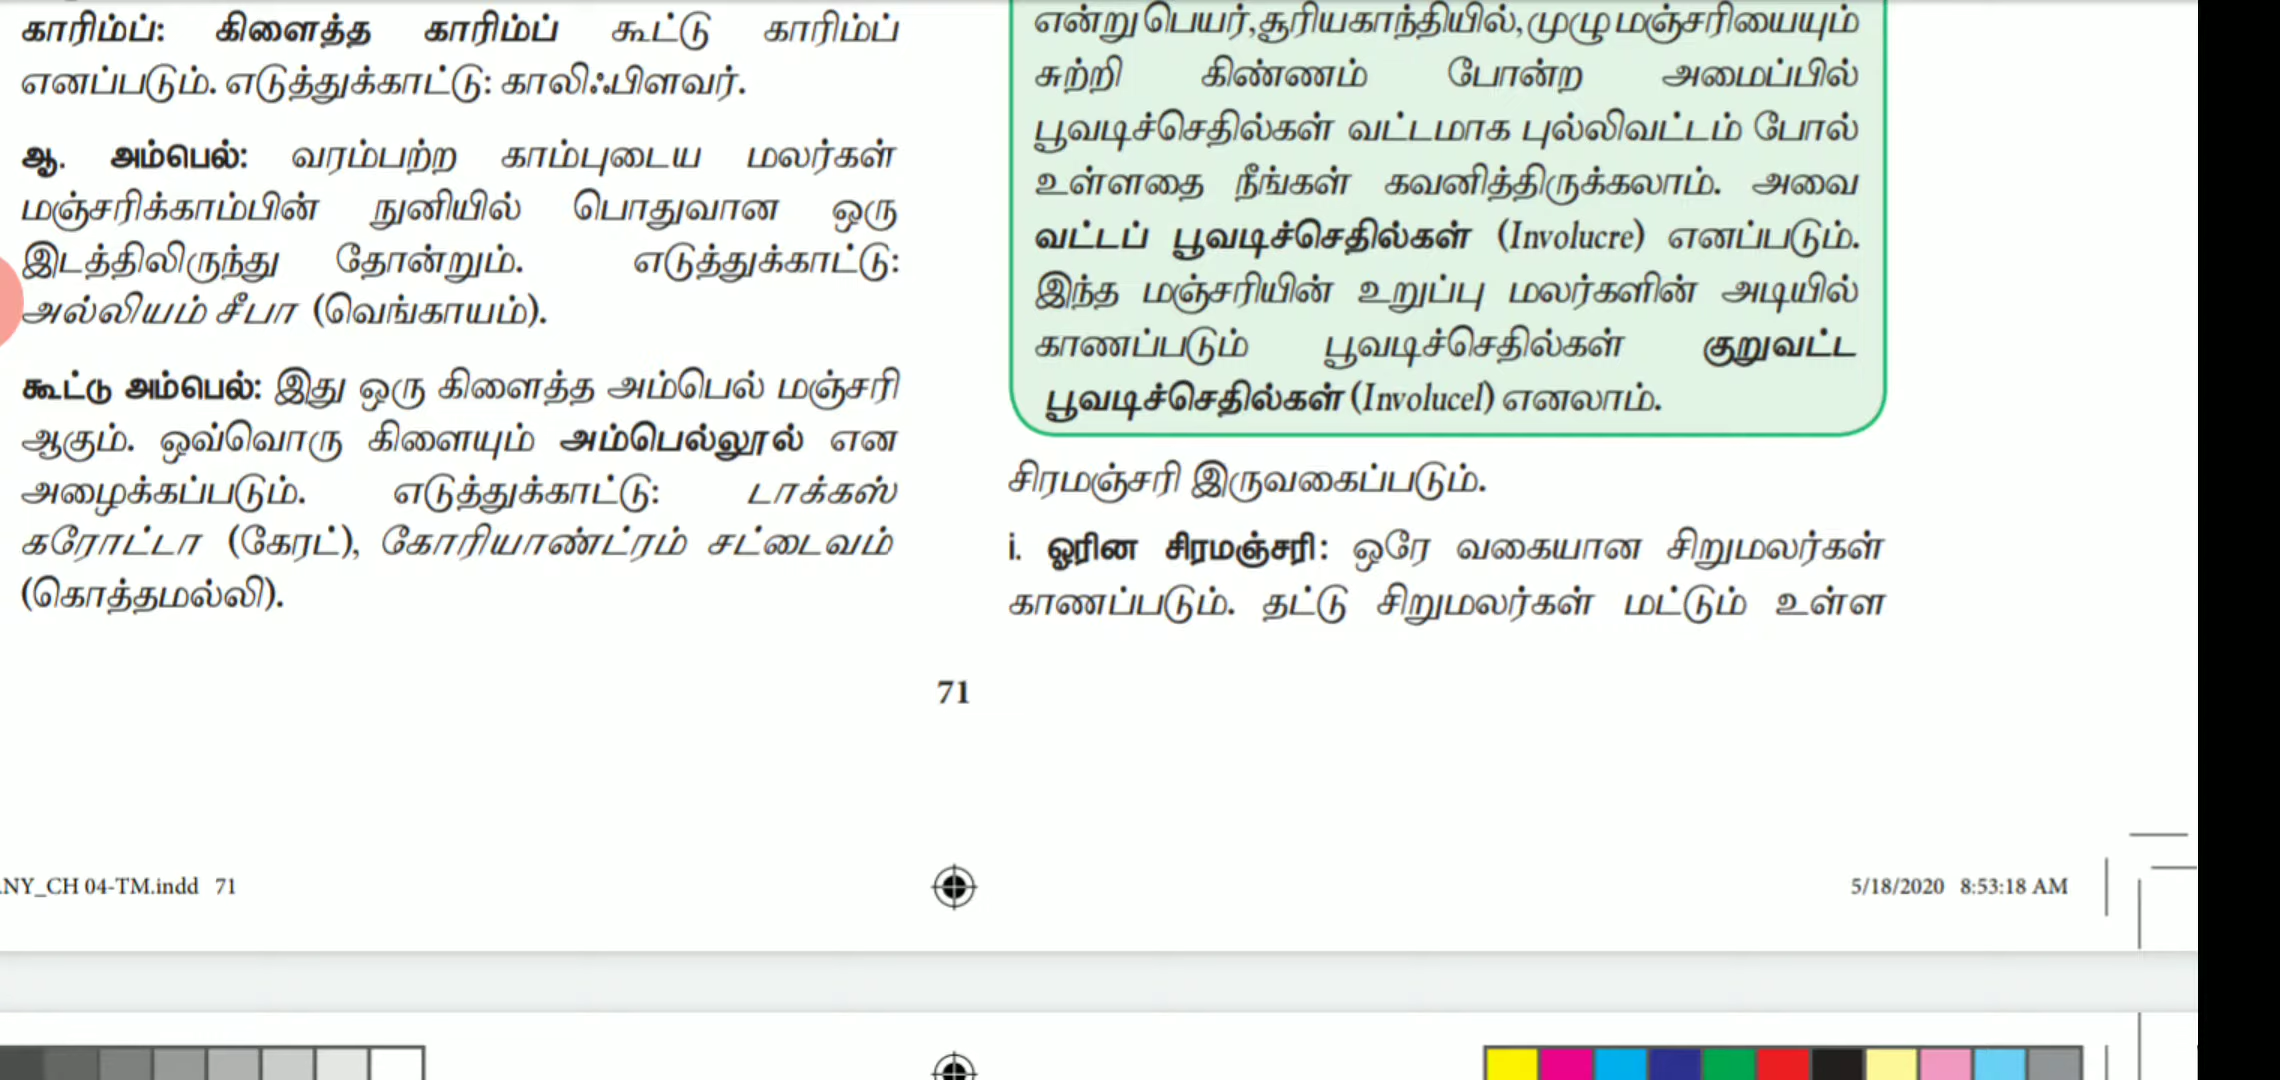 காரிம்ப்: கிளைத்த காரிம்ப் கூட்டு காரிம்ப்
எனப்படும். எடுத்துக்காட்டு: காலிஃபிளவர்.
ஆ. அம்பெல்: வரம்பற்ற காம்புடைய மலர்கள்
மஞ்சரிக்காம்பின் நுனியில் பொதுவான ஒரு
இடத்திலிருந்து தோன்றும். எடுத்துக்காட்டு:
அல்லியம் சீபா (வெங்காயம்).
கூட்டு அம்பெல்: இது ஒரு கிளைத்த அம்பெல் மஞ்சரி
ஆகும். ஒவ்வொரு கிளையும் அம்பெல்லூல் என
அழைக்கப்படும். எடுத்துக்காட்டு: டாக்கஸ்
கரோட்டா (கேரட்), கோரியாண்ட்ரம் சட்டைவம்
(கொத்தமல்லி).
என்று பெயர்,சூரியகாந்தியில், முழு மஞ்சரியையும்
சுற்றி கிண்ணம் போன்ற அமைப்பில்
பூவடிச்செதில்கள் வட்டமாக புல்லிவட்டம் போல்
உள்ளதை நீங்கள் கவனித்திருக்கலாம். அவை
வட்டப் பூவடிச்செதில்கள் (Involucre) எனப்படும்.
இந்த மஞ்சரியின் உறுப்பு மலர்களின் அடியில்
காணப்படும் பூவடிச்செதில்கள் குறுவட்ட
பூவடிச்செதில்கள் (Involucel) எனலாம்.
சிரமஞ்சரி இருவகைப்படும்.
i. ஓரின சிரமஞ்சரி: ஒரே வகையான சிறுமலர்கள்
காணப்படும். தட்டு சிறுமலர்கள் மட்டும் உள்ள
71
NY_CH 04-TM.indd 71
5/18/2020 8:53:18 AM